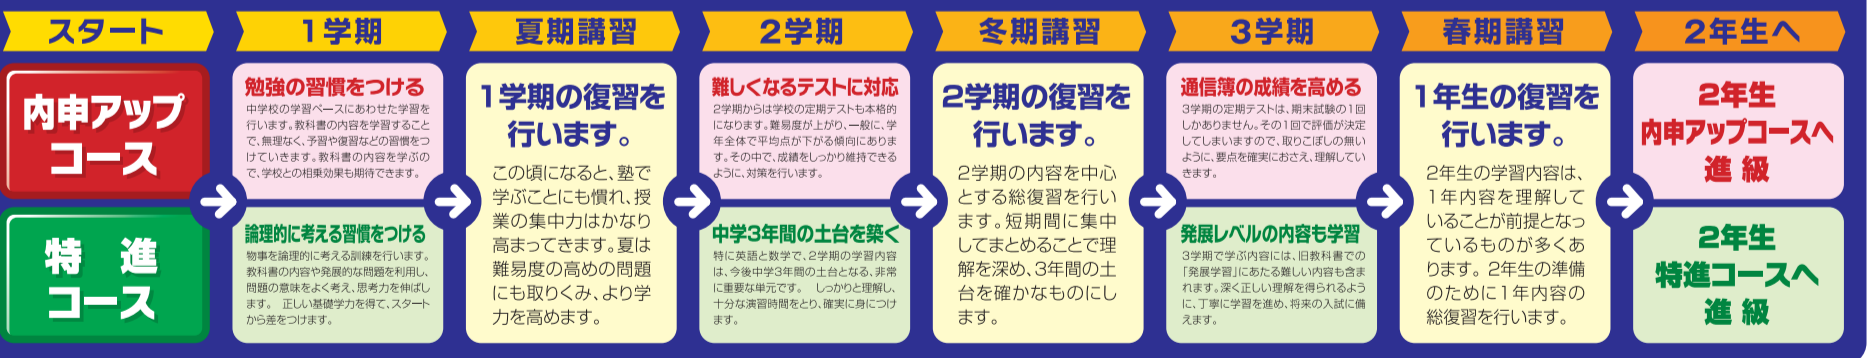 スタート
1学期
夏期講習
2学期
冬期講習
3学期
春期講習
2年生へ
内申アップ
コース
特　進
コース
勉強の習慣をつける
中学校の学習ペースにあわせた学習を
行います。教科書の内容を学習すること
で、無理なく、予習や復習などの習慣をつ
けていきます。教科書の内容を学ぶの
で、学校との相乗効果も期待できます。
論理的に考える習慣をつける
物事を論理的に考える訓練を行います。
教科書の内容や発展的な問題を利用し、
問題の意味をよく考え、思考力を伸ばし
ます。　正しい基礎学力を得て、スタート
から差をつけます。
1学期の復習を
行います。
この頃になると、塾で
学ぶことにも慣れ、授
業の集中力はかなり
高まってきます。夏は
難易度の高めの問題
にも取りくみ、より学
力を高めます。
難しくなるテストに対応
2学期からは学校の定期テストも本格的
になります。難易度が上がり、一般に、学
年全体で平均点が下がる傾向にありま
す。その中で、成績をしっかり維持できる
ように、対策を行います。
中学3年間の土台を築く
特に英語と数学で、2学期の学習内容
は、今後中学3年間の土台となる、非常
に重要な単元です。　しっかりと理解し、
十分な演習時間をとり、確実に身につけ
ます。
2学期の復習を
行います。
2学期の内容を中心
とする総復習を行い
ます。短期間に集中
してまとめることで理
解を深め、3年間の土
台を確かなものにし
ます。
通信簿の成績を高める
3学期の定期テストは、期末試験の1回
しかありません。その1回で評価が決定
してしまいますので、取りこぼしの無い
ように、要点を確実におさえ、理解してい
きます。
発展レベルの内容も学習
3学期で学ぶ内容には、旧教科書での
「発展学習」にあたる難しい内容も含ま
れます。深く正しい理解を得られるよう
に、丁寧に学習を進め、将来の入試に備
えます。
1年生の復習を
行います。
2年生の学習内容は、
1年内容を理解して
いることが前提となっ
ているものが多くあ
ります。2年生の準備
のために1年内容の
総復習を行います。
2年生
内申アップコースへ
進 級
2年生
特進コースへ
進 級